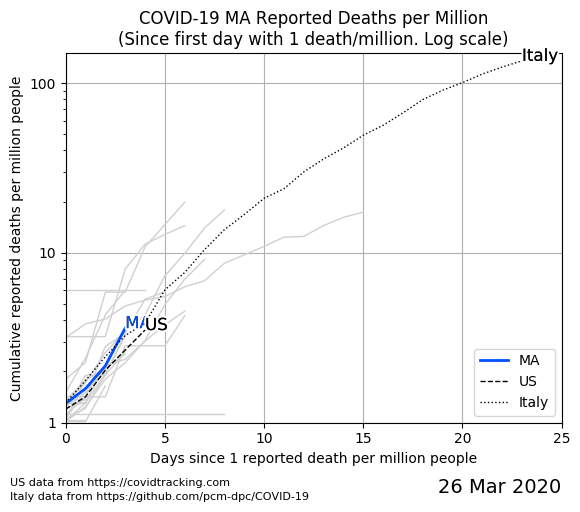 COVID-19 MA Reported Deaths per Million
(Since first day with 1 death/million. Log scale)
Cumulative reported deaths per million people
100
10
1
Italy
MA
US
MA
US
Italy
0
5
10
15
20
25
Days since 1 reported death per million people
US data from https://covidtracking.com
Italy data from https://github.com/pcm-dpc/COVID-19
26 Mar 2020